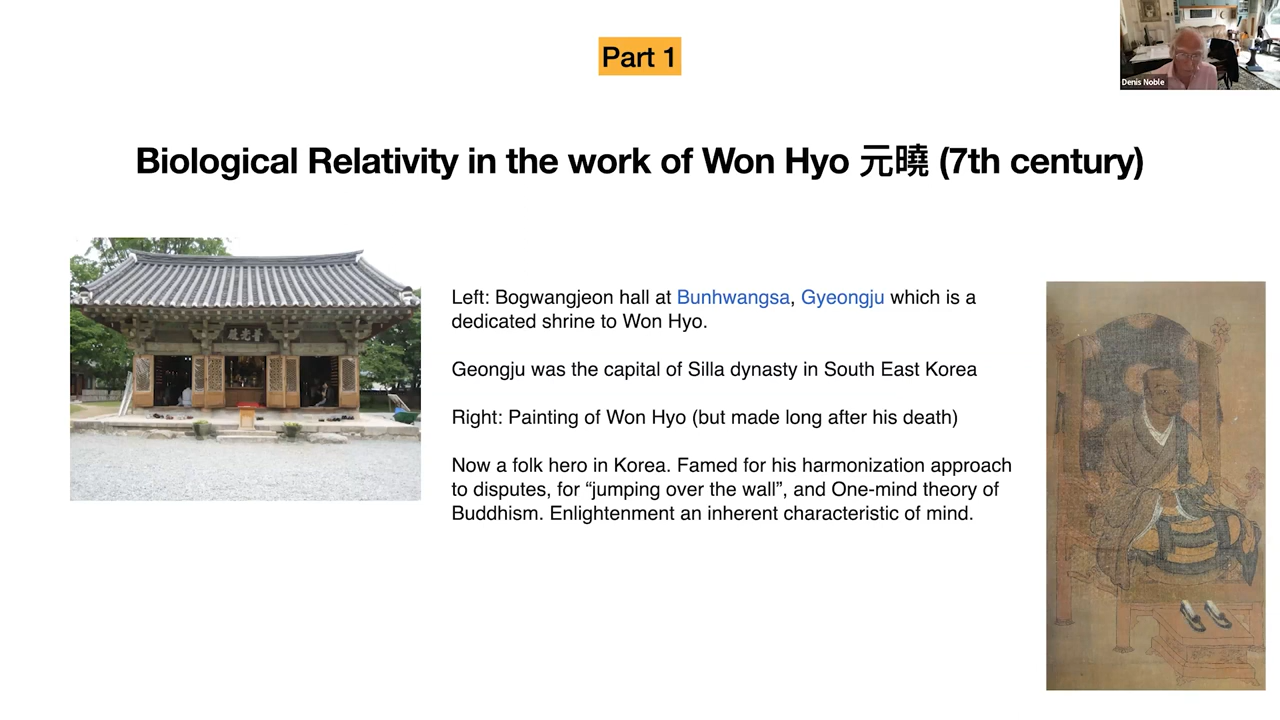 Part 1
Denis Noble
Biological Relativity in the work of Won Hyo 元曉 (7th century)
普光殿
Left: Bogwangjeon hall at Bunhwangsa, Gyeongju which is a
dedicated shrine to Won Hyo.
Geongju was the capital of Silla dynasty in South East Korea
Right: Painting of Won Hyo (but made long after his death)
Now a folk hero in Korea. Famed for his harmonization approach
to disputes, for “jumping over the wall”, and One-mind theory of
Buddhism. Enlightenment an inherent characteristic of mind.